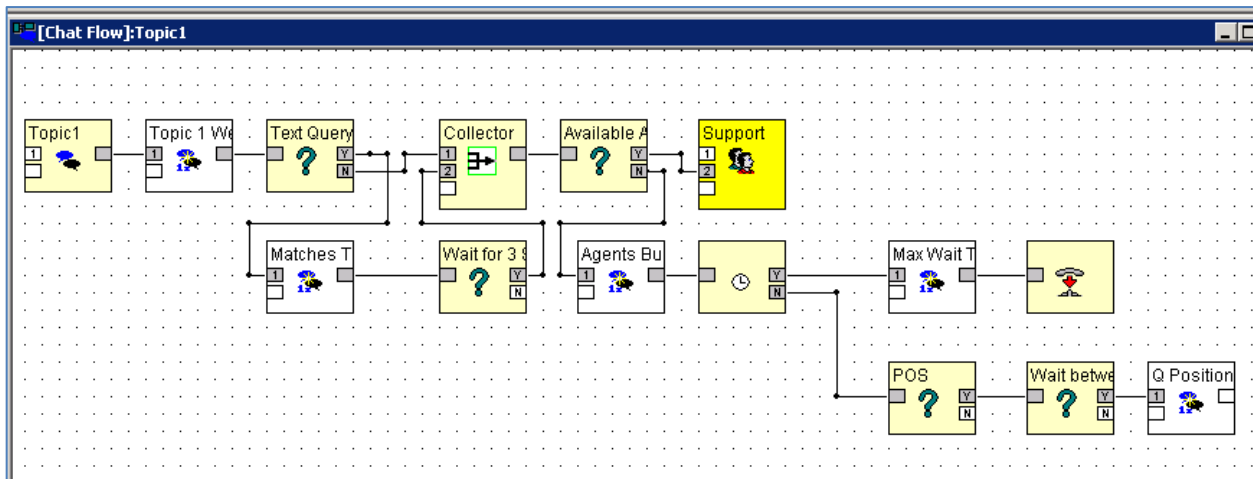 [Chat Flow]:Topic1
Topic1
1
Topic 1 We
1
Text Query
Y
N
Collector
1
2
Available A
Y
N
Support
1
2
Matches T
1
Wait for 3 S
Y
N
Agents Bu
1
Y
N
Max Wait T
1
POS
Y
N
Wait betwe
Y
N
Q Position
1